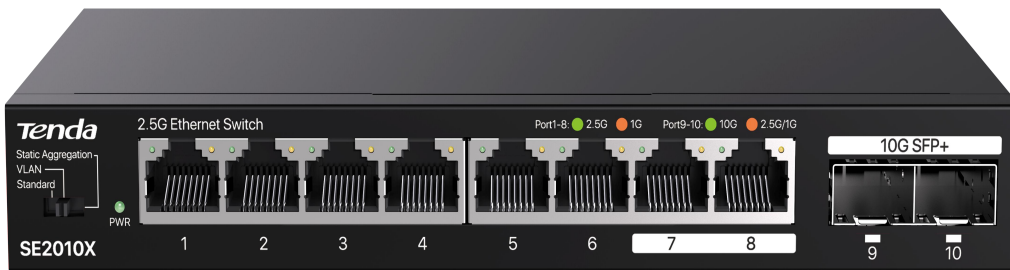 Tenda
2.5G Ethernet Switch
Port1-8: 2.5G 1G Port9-10: 10G 2.5G/1G
10G SFP+
Static Aggregation
VLAN
Standard
PWR
SE2010X
1 2 3 4 5 6 7 8 9 10